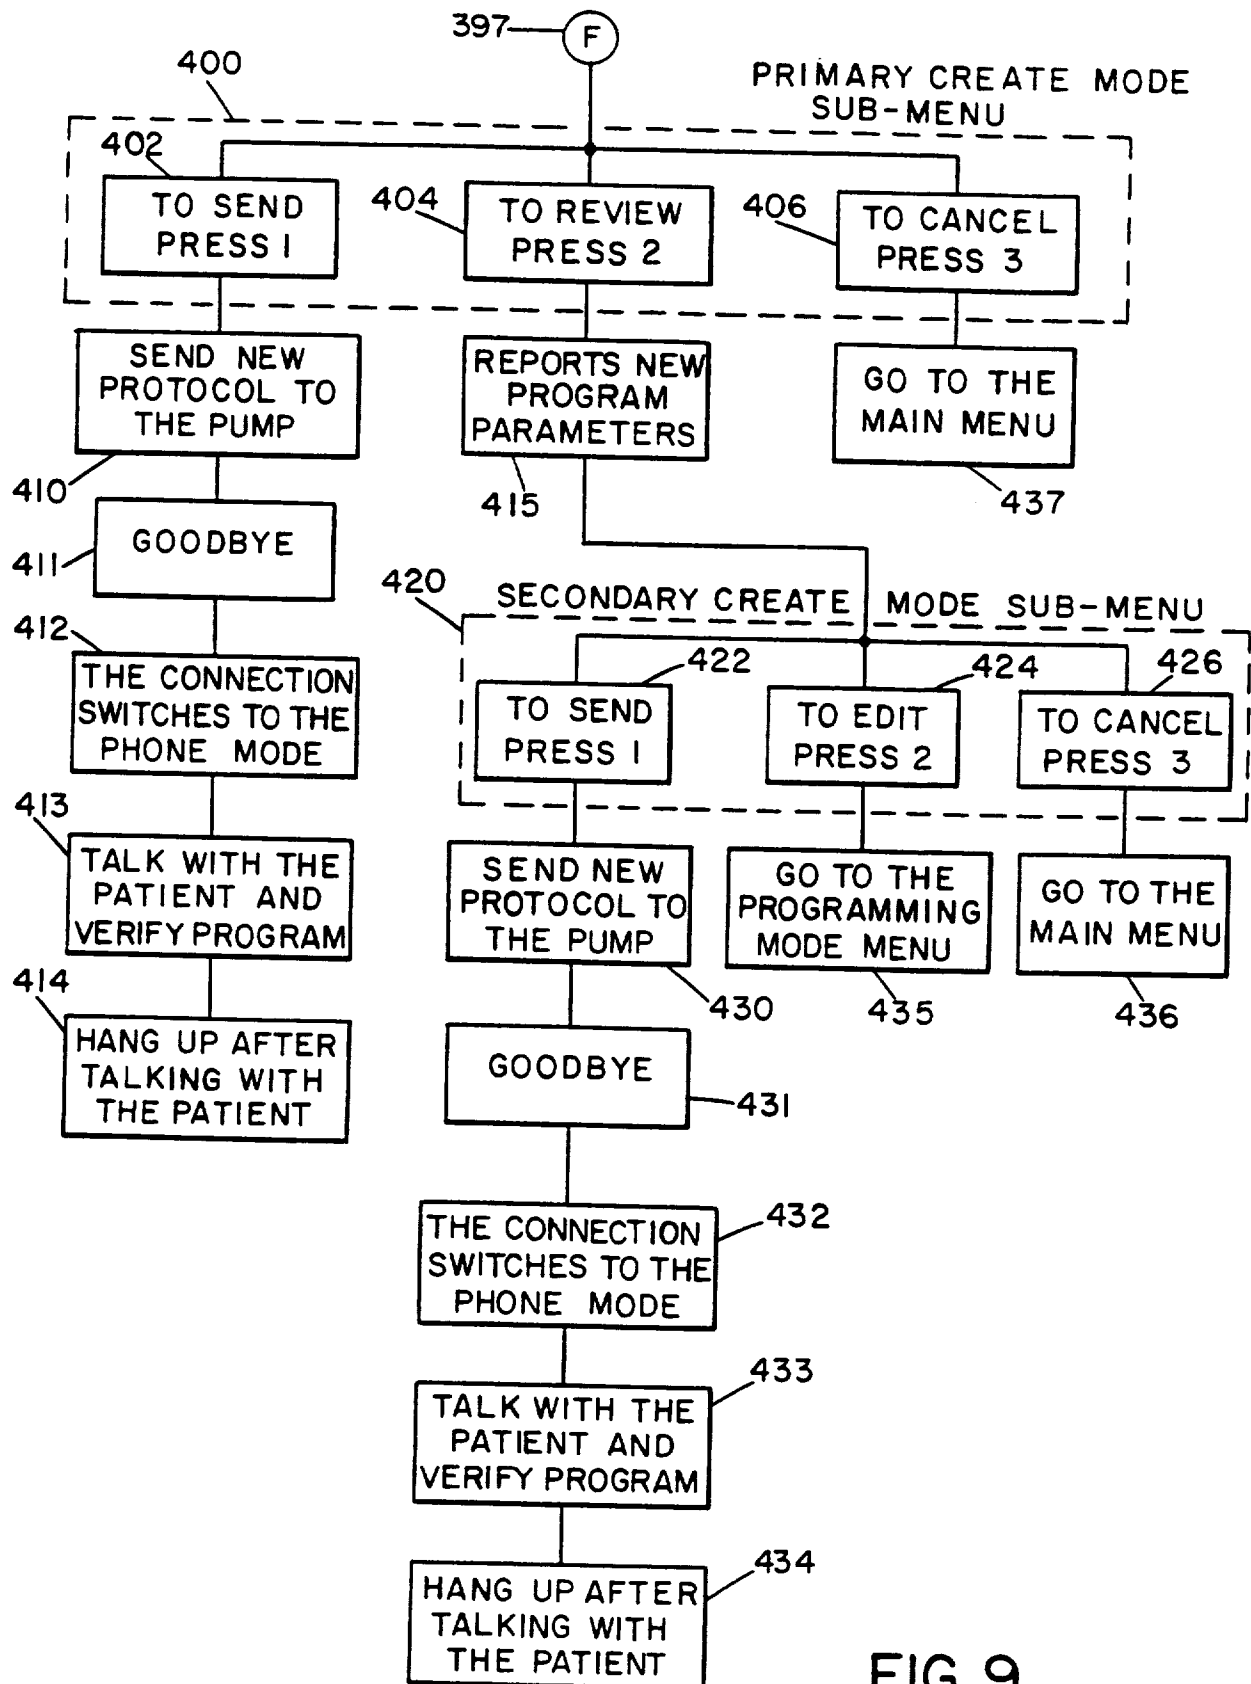 397
F
400
PRIMARY CREATE MODE
SUB-MENU
402
TO SEND
PRESS 1
404
TO REVIEW
PRESS 2
406
TO CANCEL
PRESS 3
SEND NEW
PROTOCOL TO
THE PUMP
410
REPORTS NEW
PROGRAM
PARAMETERS
415
GO TO THE
MAIN MENU
437
GOODBYE
411
412
THE CONNECTION
SWITCHES TO THE
PHONE MODE
413
TALK WITH THE
PATIENT AND
VERIFY PROGRAM
414
HANG UP AFTER
TALKING WITH
THE PATIENT
420
SECONDARY CREATE MODE SUB-MENU
422
TO SEND
PRESS 1
424
TO EDIT
PRESS 2
426
TO CANCEL
PRESS 3
SEND NEW
PROTOCOL TO
THE PUMP
430
GO TO THE
PROGRAMMING
MODE MENU
435
GO TO THE
MAIN MENU
436
GOODBYE
431
THE CONNECTION
SWITCHES TO THE
PHONE MODE
432
TALK WITH THE
PATIENT AND
VERIFY PROGRAM
433
HANG UP AFTER
TALKING WITH
THE PATIENT
434
FIG. 9